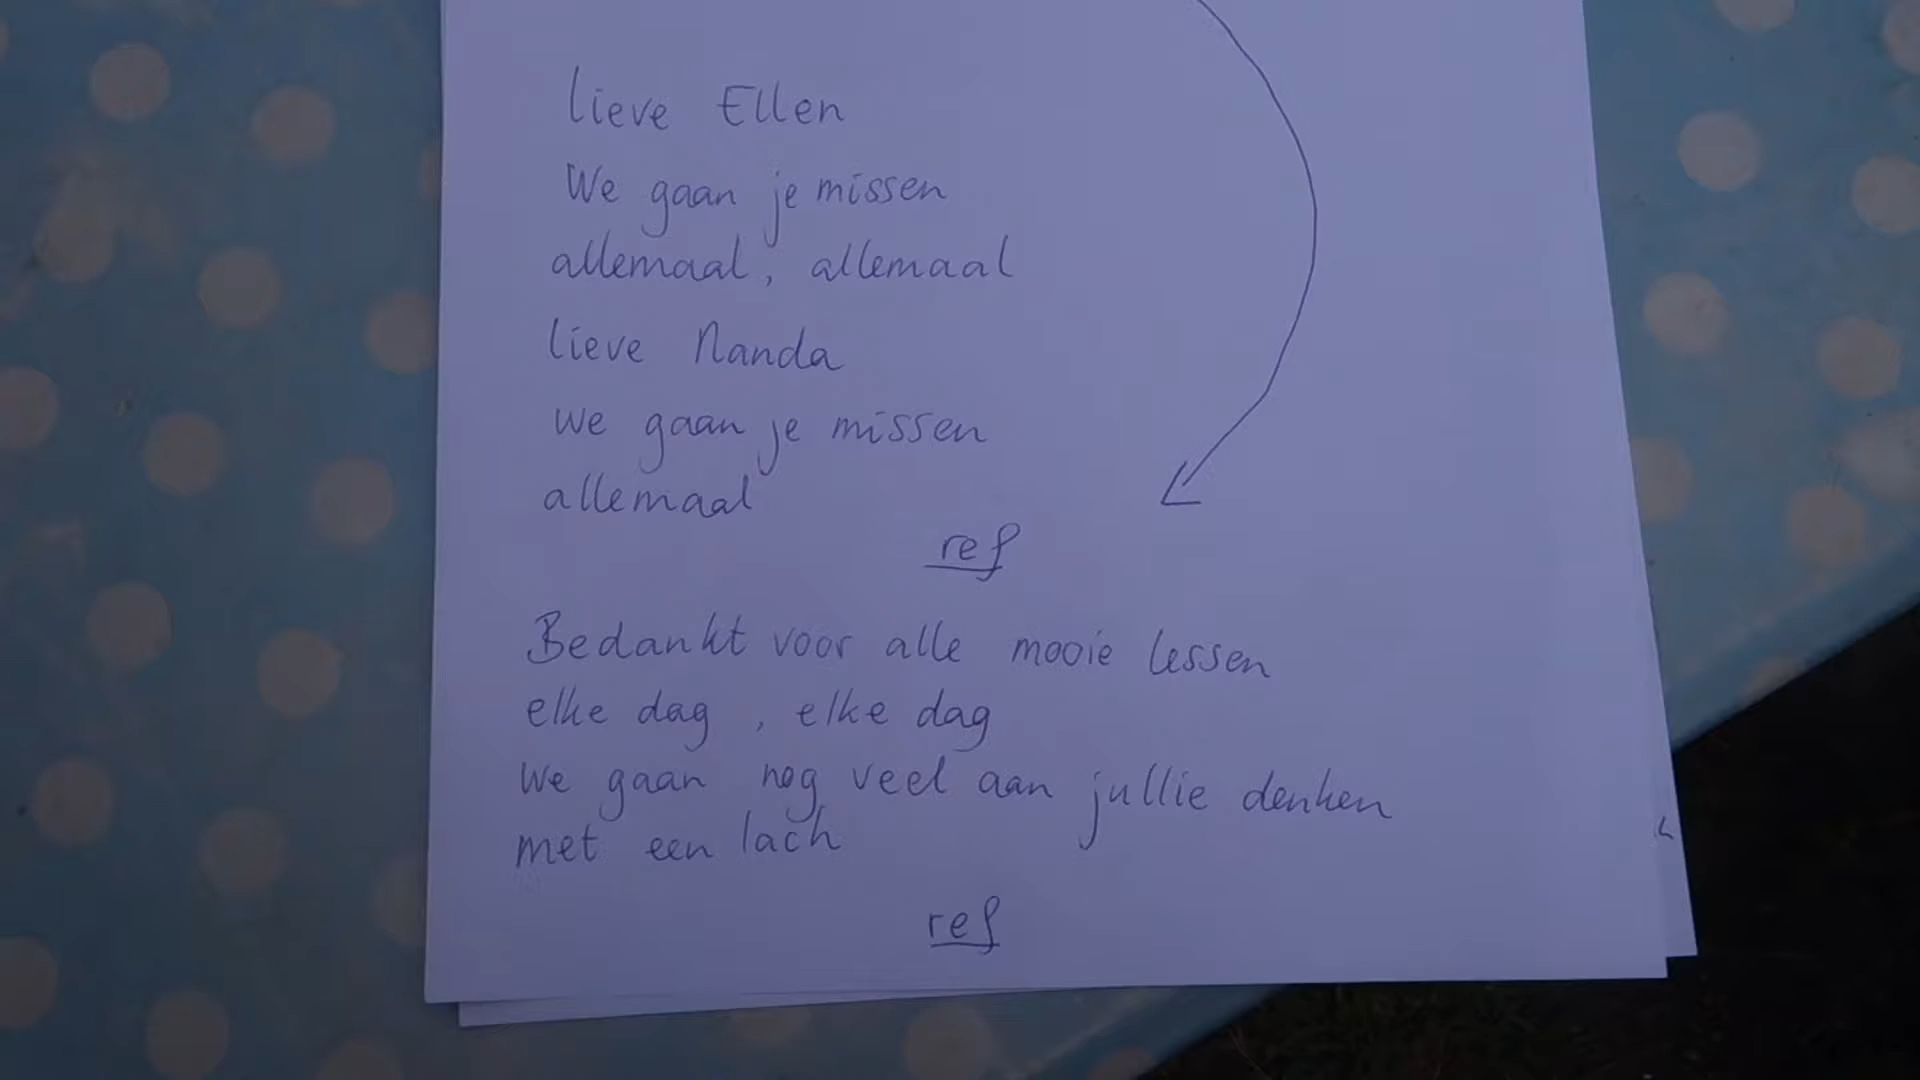 lieve Ellen
We gaan je missen
allemaal, allemaal
lieve Nanda
we gaan je missen
allemaal
ref
Bedankt voor alle mooie lessen
elke dag, elke dag
We gaan nog veel aan jullie denken
met een lach
ref